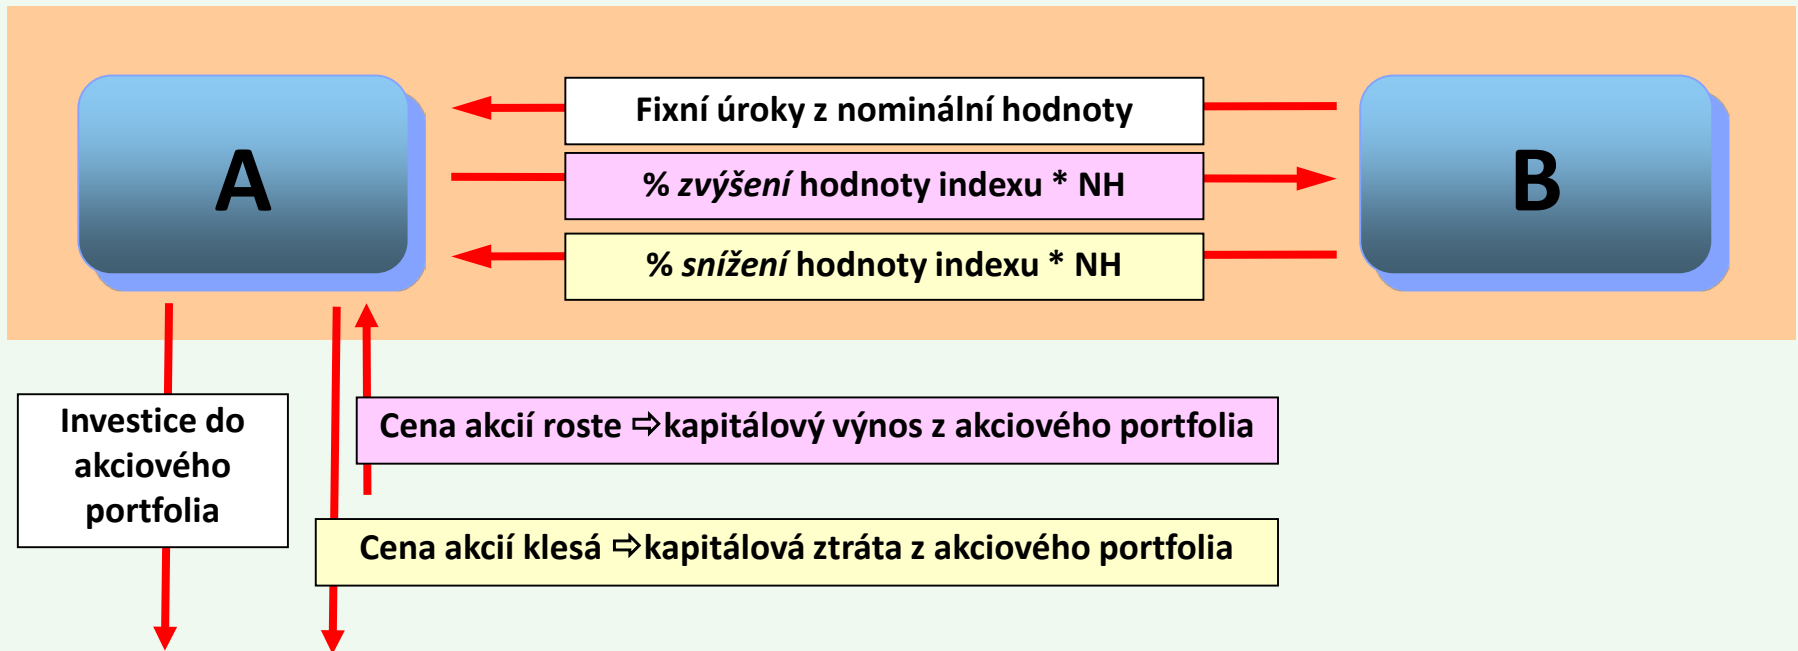 A
Fixní úroky z nominální hodnoty
% zvýšení hodnoty indexu * NH
% snížení hodnoty indexu * NH
B
Investice do
akciového
portfolia
Cena akcií roste ⇨kapitálový výnos z akciového portfolia
Cena akcií klesá ⇨kapitálová ztráta z akciového portfolia